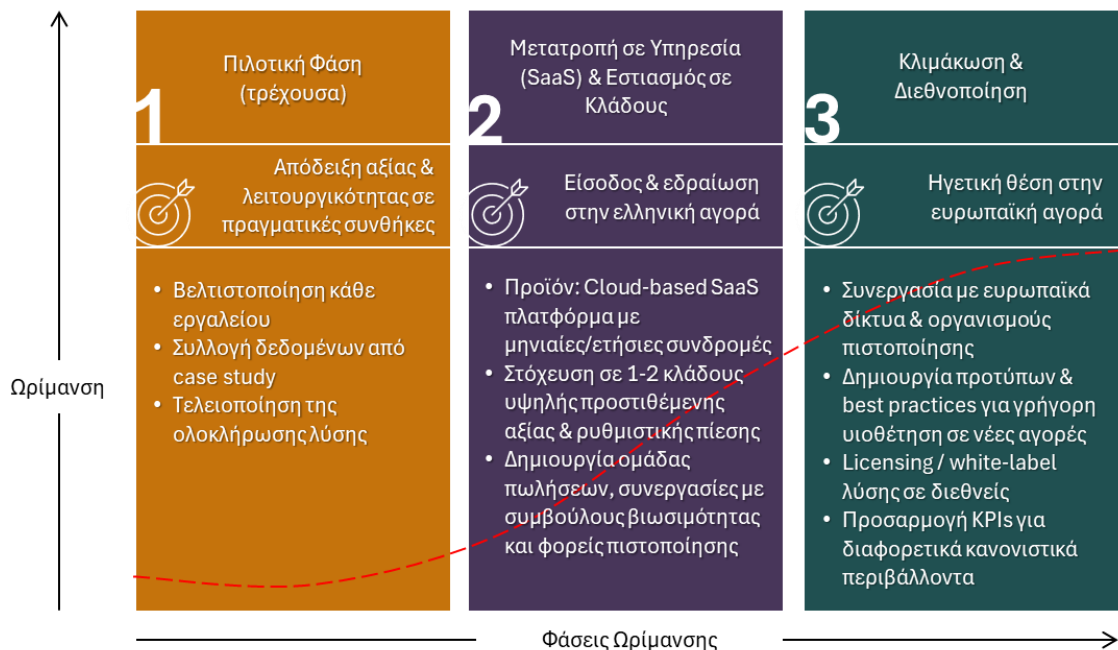 Ωρίμανση
1
Πιλοτική Φάση
(τρέχουσα)
Απόδειξη αξίας &
λειτουργικότητας σε
πραγματικές συνθήκες
• Βελτιστοποίηση κάθε
εργαλείου
• Συλλογή δεδομένων από
case study
• Τελειοποίηση της
ολοκλήρωσης λύσης
2
Μετατροπή σε Υπηρεσία
(SaaS) & Εστιασμός σε
Κλάδους
Είσοδος & εδραίωση
στην ελληνική αγορά
• Προϊόν: Cloud-based SaaS
πλατφόρμα με
μηνιαίες/ετήσιες συνδρομές
• Στόχευση σε 1-2 κλάδους
υψηλής προστιθέμενης
αξίας & ρυθμιστικής πίεσης
• Δημιουργία ομάδας
πωλήσεων, συνεργασίες με
συμβούλους βιωσιμότητας
και φορείς πιστοποίησης
3
Κλιμάκωση &
Διεθνοποίηση
Ηγετική θέση στην
ευρωπαϊκή αγορά
• Συνεργασία με ευρωπαϊκά
δίκτυα & οργανισμούς
πιστοποίησης
• Δημιουργία προτύπων &
best practices για γρήγορη
υιοθέτηση σε νέες αγορές
• Licensing / white-label
λύσης σε διεθνείς
• Προσαρμογή KPIs για
διαφορετικά κανονιστικά
περιβάλλοντα
Φάσεις Ωρίμανσης